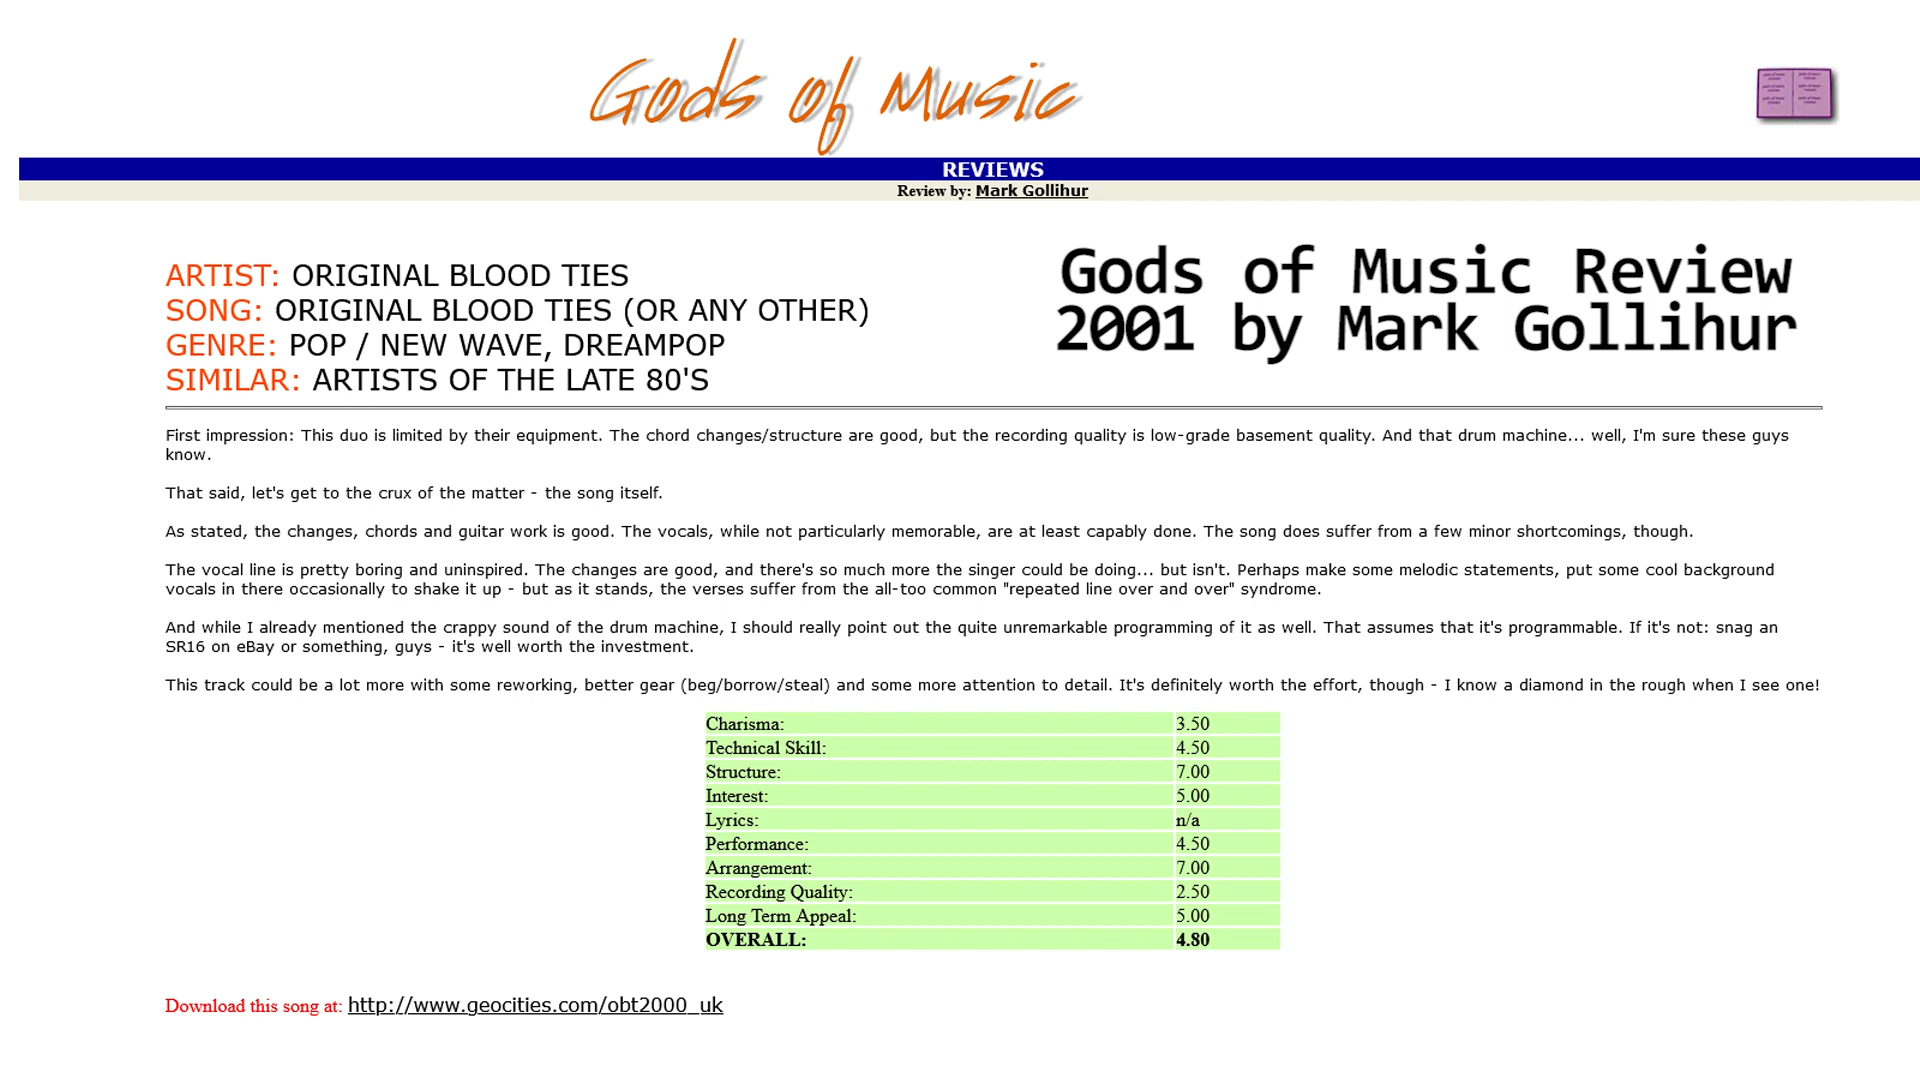 Gods of Music
REVIEWS
Review by: Mark Gollihur
ARTIST: ORIGINAL BLOOD TIES
SONG: ORIGINAL BLOOD TIES (OR ANY OTHER)
GENRE: POP / NEW WAVE, DREAMPOP
SIMILAR: ARTISTS OF THE LATE 80'S
Gods of Music Review
2001 by Mark Gollihur
First impression: This duo is limited by their equipment. The chord changes/structure are good, but the recording quality is low-grade basement quality. And that drum machine... well, I'm sure these guys
know.
That said, let's get to the crux of the matter - the song itself.
As stated, the changes, chords and guitar work is good. The vocals, while not particularly memorable, are at least capably done. The song does suffer from a few minor shortcomings, though.
The vocal line is pretty boring and uninspired. The changes are good, and there's so much more the singer could be doing... but isn't. Perhaps make some melodic statements, put some cool background
vocals in there occasionally to shake it up - but as it stands, the verses suffer from the all-too common "repeated line over and over" syndrome.
And while I already mentioned the crappy sound of the drum machine, I should really point out the quite unremarkable programming of it as well. That assumes that it's programmable. If it's not: snag an
SR16 on eBay or something, guys - it's well worth the investment.
This track could be a lot more with some reworking, better gear (beg/borrow/steal) and some more attention to detail. It's definitely worth the effort, though - I know a diamond in the rough when I see one!
Charisma: 3.50
Technical Skill: 4.50
Structure: 7.00
Interest: 5.00
Lyrics: n/a
Performance: 4.50
Arrangement: 7.00
Recording Quality: 2.50
Long Term Appeal: 5.00
OVERALL: 4.80
Download this song at: http://www.geocities.com/obt2000_uk